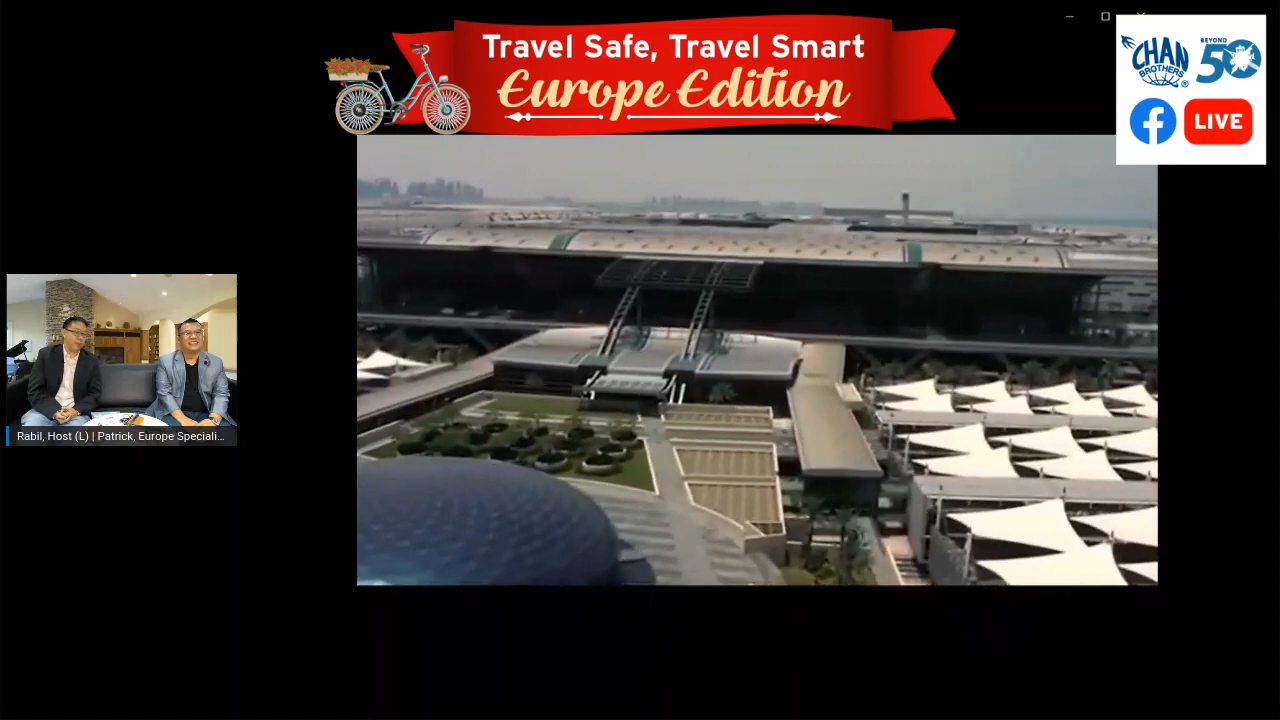 Travel Safe, Travel Smart
Europe Edition
CHAN
BROTHERS®
BEYOND
50
f
LIVE
Rabil, Host (L) | Patrick, Europe Speciali...